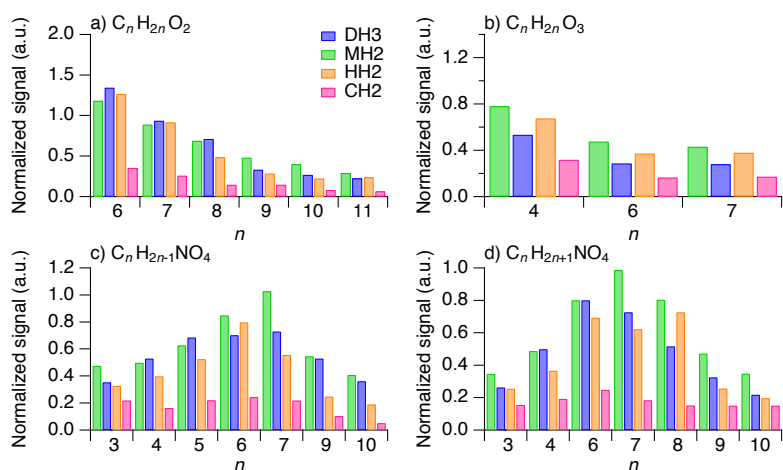 a) CₙH₂ₙO₂
Normalized signal (a.u.)
2.0
1.5
1.0
0.5
0.0
6 7 8 9 10 11
n
DH3
MH2
HH2
CH2
b) CₙH₂ₙO₃
Normalized signal (a.u.)
1.2
0.8
0.4
0.0
4 6 7
n
c) CₙH₂ₙ₋₁NO₄
Normalized signal (a.u.)
1.2
1.0
0.8
0.6
0.4
0.2
0.0
3 4 5 6 7 9 10
n
d) CₙH₂ₙ₊₁NO₄
Normalized signal (a.u.)
1.0
0.8
0.6
0.4
0.2
0.0
3 4 6 7 8 9 10
n